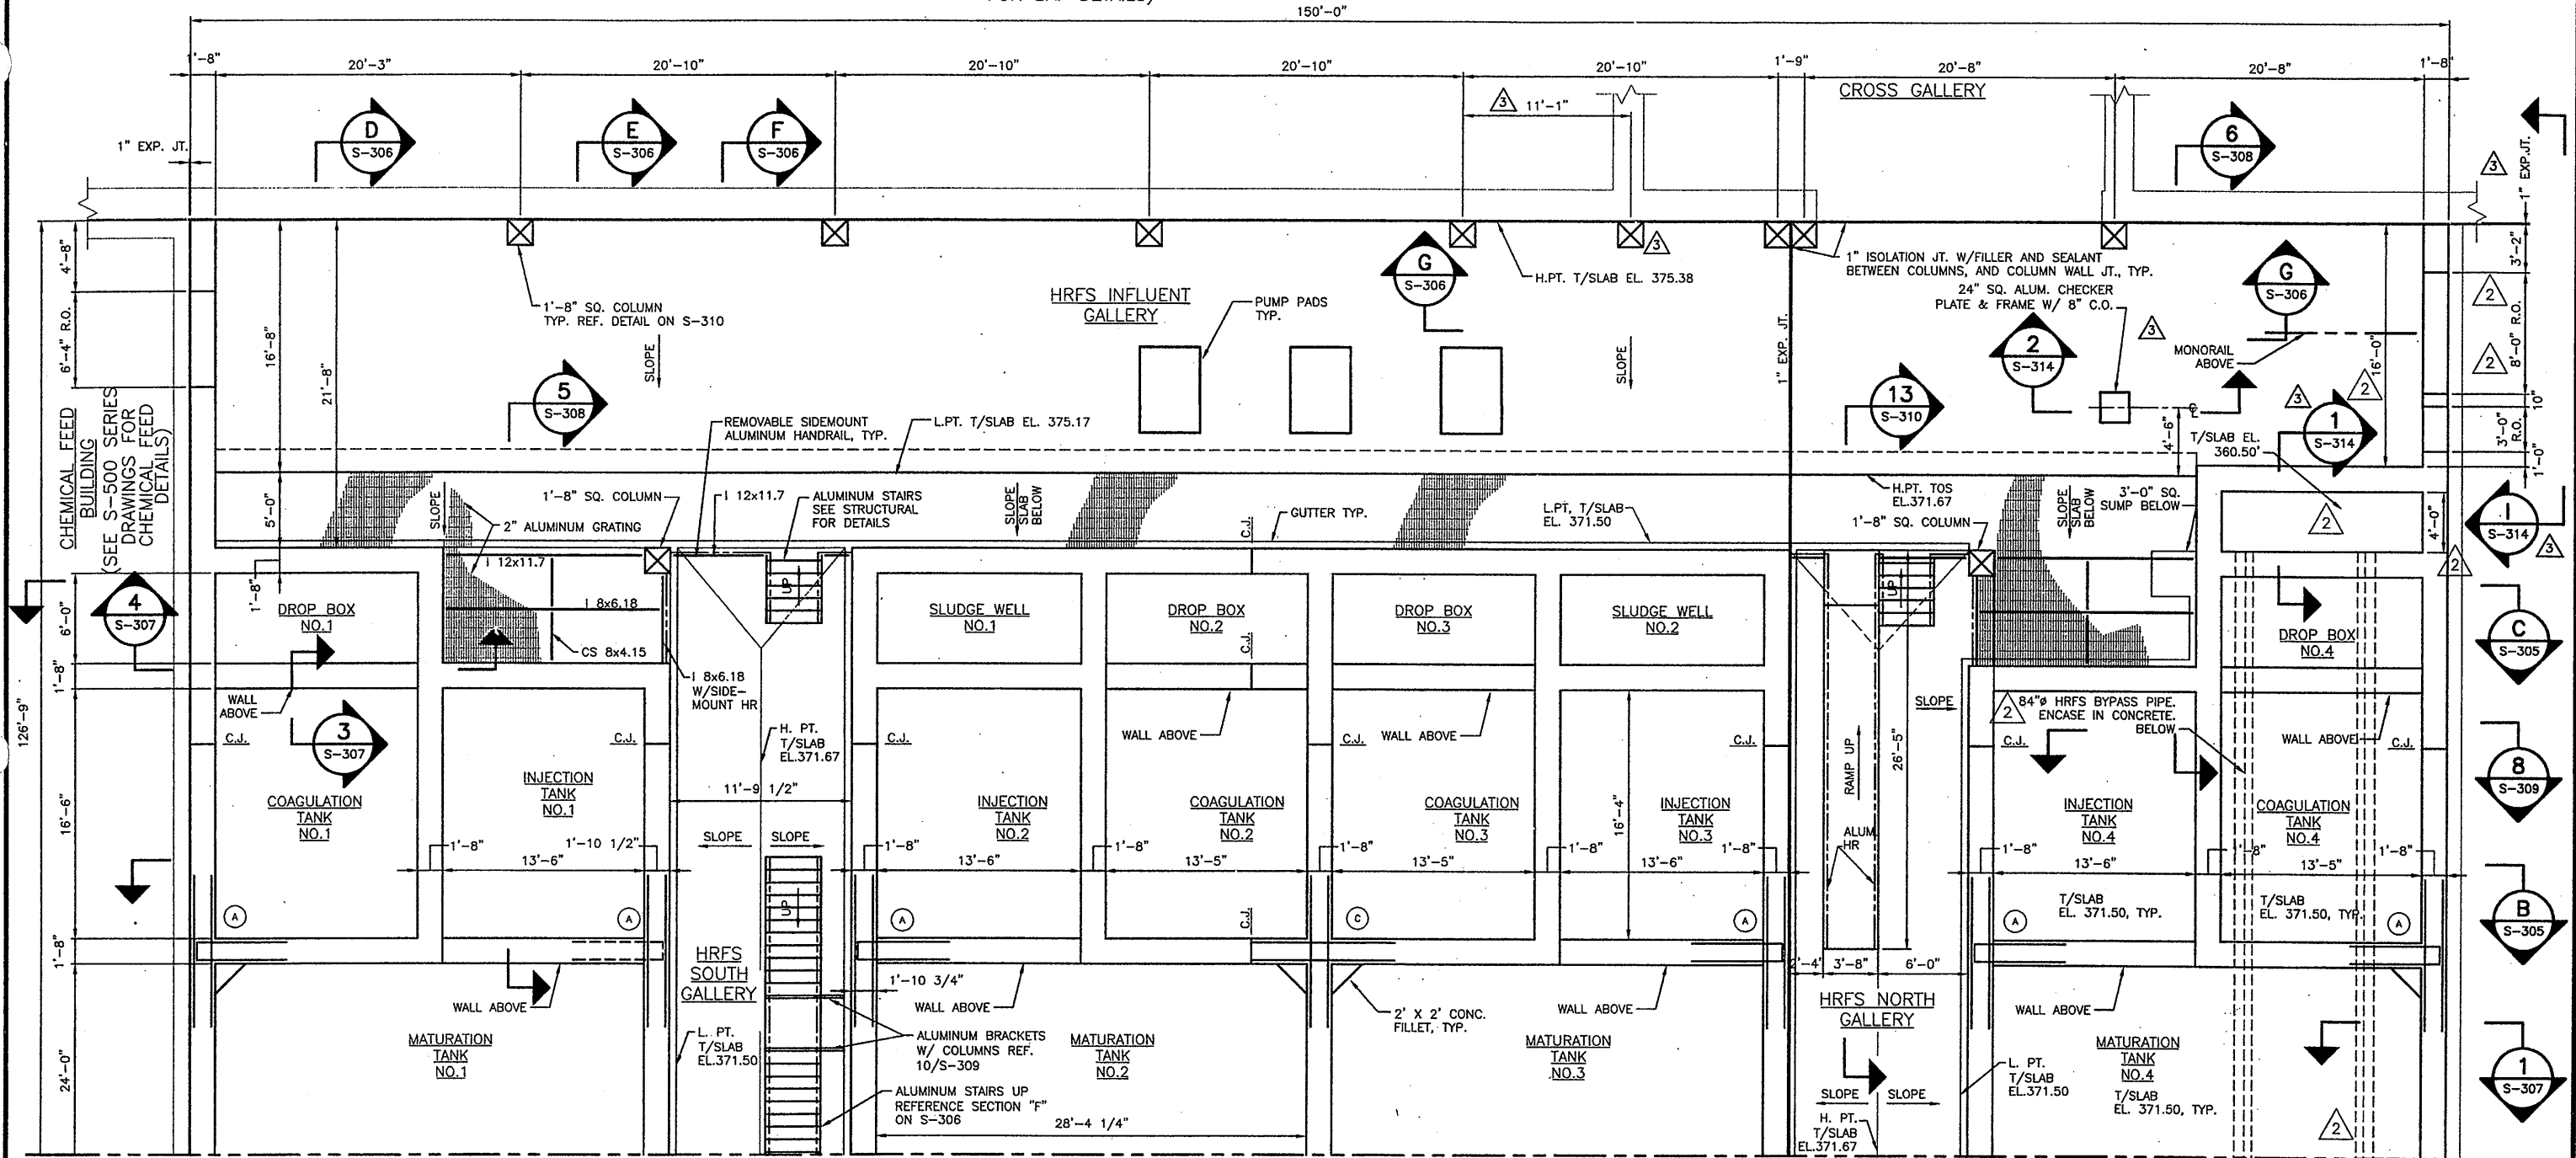 150'-0"
1'-8"
20'-3"
20'-10"
20'-10"
20'-10"
20'-10"
1'-9"
20'-8"
20'-8"
1'-8"
CROSS GALLERY
3
11'-1"
D
S-306
E
S-306
F
S-306
6
S-308
1" EXP. JT.
1" EXP.JT.
3
4'-8"
6'-4" R.O.
16'-8"
21'-8"
5'-0"
1'-8"
6'-0"
1'-8"
16'-6"
1'-8"
24'-0"
126'-9"
CHEMICAL FEED
BUILDING
(SEE S-500 SERIES
DRAWINGS FOR
CHEMICAL FEED
DETAILS)
1'-8" SQ. COLUMN
TYP. REF. DETAIL ON S-310
SLOPE
HRFS INFLUENT
GALLERY
PUMP PADS
TYP.
G
S-306
H.PT. T/SLAB EL. 375.38
3
SLOPE
1" EXP. JT.
1" ISOLATION JT. W/FILLER AND SEALANT
BETWEEN COLUMNS, AND COLUMN WALL JT., TYP.
24" SQ. ALUM. CHECKER
PLATE & FRAME W/ 8" C.O.
3
G
S-306
MONORAIL
ABOVE
16'-0"
3'-2"
8'-0" R.O.
10"
3'-0"
R.O.
1'-0"
2
2
2
3
2
S-314
13
S-310
4'-6"
1
S-314
T/SLAB EL.
360.50'
5
S-308
REMOVABLE SIDEMOUNT
ALUMINUM HANDRAIL, TYP.
L.PT. T/SLAB EL. 375.17
SLOPE
1'-8" SQ. COLUMN
2" ALUMINUM GRATING
I 12x11.7
ALUMINUM STAIRS
SEE STRUCTURAL
FOR DETAILS
SLOPE
SLAB
BELOW
C.J.
GUTTER TYP.
L.PT. T/SLAB
EL. 371.50
H.PT. TOS
EL.371.67
1'-8" SQ. COLUMN
SLOPE
SLAB
BELOW
3'-0" SQ.
SUMP BELOW
2
4'-0"
1
S-314
3
2
4
S-307
DROP BOX
NO.1
I 12x11.7
I 8x6.18
CS 8x4.15
I 8x6.18
W/SIDE-
MOUNT HR
UP
SLUDGE WELL
NO.1
DROP BOX
NO.2
C.J.
DROP BOX
NO.3
SLUDGE WELL
NO.2
UP
DROP BOX
NO.4
C
S-305
WALL
ABOVE
C.J.
3
S-307
C.J.
H. PT.
T/SLAB
EL.371.67
11'-9 1/2"
C.J.
WALL ABOVE
C.J.
WALL ABOVE
C.J.
RAMP UP
26'-5"
SLOPE
2
84"ø HRFS BYPASS PIPE.
ENCASE IN CONCRETE.
BELOW
C.J.
WALL ABOVE
C.J.
8
S-309
COAGULATION
TANK
NO.1
INJECTION
TANK
NO.1
INJECTION
TANK
NO.2
COAGULATION
TANK
NO.2
COAGULATION
TANK
NO.3
16'-4"
INJECTION
TANK
NO.3
INJECTION
TANK
NO.4
COAGULATION
TANK
NO.4
1'-8"
13'-6"
1'-10 1/2"
SLOPE
SLOPE
1'-8"
13'-6"
1'-8"
13'-5"
1'-8"
13'-5"
1'-8"
13'-6"
1'-8"
ALUM.
HR
1'-8"
13'-6"
1'-8"
13'-5"
1'-8"
T/SLAB
EL. 371.50, TYP.
T/SLAB
EL. 371.50, TYP.
A
A
A
C.J.
C
A
A
A
UP
B
S-305
HRFS
SOUTH
GALLERY
WALL ABOVE
1'-10 3/4"
WALL ABOVE
2' X 2' CONC.
FILLET, TYP.
WALL ABOVE
3'-8"
6'-0"
HRFS NORTH
GALLERY
WALL ABOVE
MATURATION
TANK
NO.1
L. PT.
T/SLAB
EL.371.50
ALUMINUM BRACKETS
W/ COLUMNS REF.
10/S-309
ALUMINUM STAIRS UP
REFERENCE SECTION "F"
ON S-306
MATURATION
TANK
NO.2
28'-4 1/4"
MATURATION
TANK
NO.3
SLOPE
SLOPE
H. PT.
T/SLAB
EL.371.67
L. PT.
T/SLAB
EL.371.50
MATURATION
TANK
NO.4
T/SLAB
EL. 371.50, TYP.
2
1
S-307